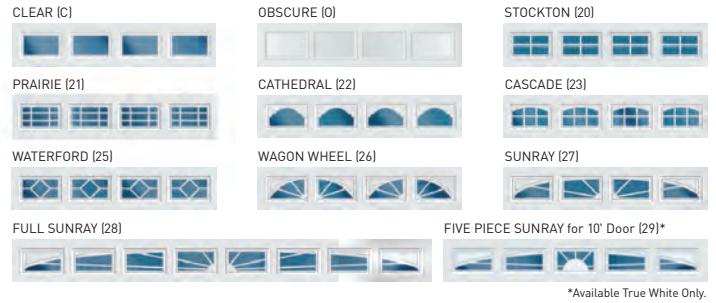 CLEAR (C)
OBSCURE (O)
STOCKTON (20)
PRAIRIE (21)
CATHEDRAL (22)
CASCADE (23)
WATERFORD (25)
WAGON WHEEL (26)
SUNRAY (27)
FULL SUNRAY (28)
FIVE PIECE SUNRAY for 10' Door (29)*
*Available True White Only.